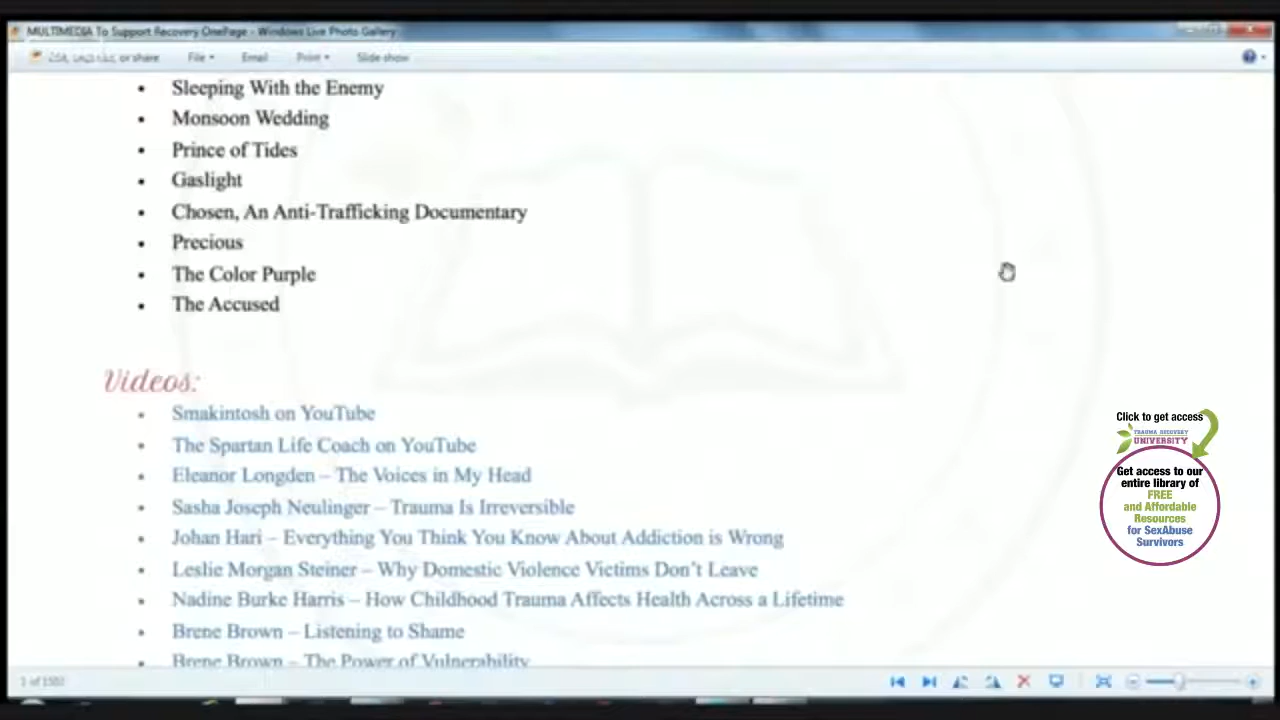 MULTIMEDIA To Support Recovery OnePage - Windows Live Photo Gallery
or share File Email Print Slide show
• Sleeping With the Enemy
• Monsoon Wedding
• Prince of Tides
• Gaslight
• Chosen, An Anti-Trafficking Documentary
• Precious
• The Color Purple
• The Accused
Videos:
• Smakintosh on YouTube
• The Spartan Life Coach on YouTube
• Eleanor Longden – The Voices in My Head
• Sasha Joseph Neulinger – Trauma Is Irreversible
• Johan Hari – Everything You Think You Know About Addiction is Wrong
• Leslie Morgan Steiner – Why Domestic Violence Victims Don’t Leave
• Nadine Burke Harris – How Childhood Trauma Affects Health Across a Lifetime
• Brene Brown – Listening to Shame
• Brene Brown – The Power of Vulnerability
Click to get access
TRAUMA RECOVERY
UNIVERSITY
Get access to our
entire library of
FREE
and Affordable
Resources
for SexAbuse
Survivors
1 of